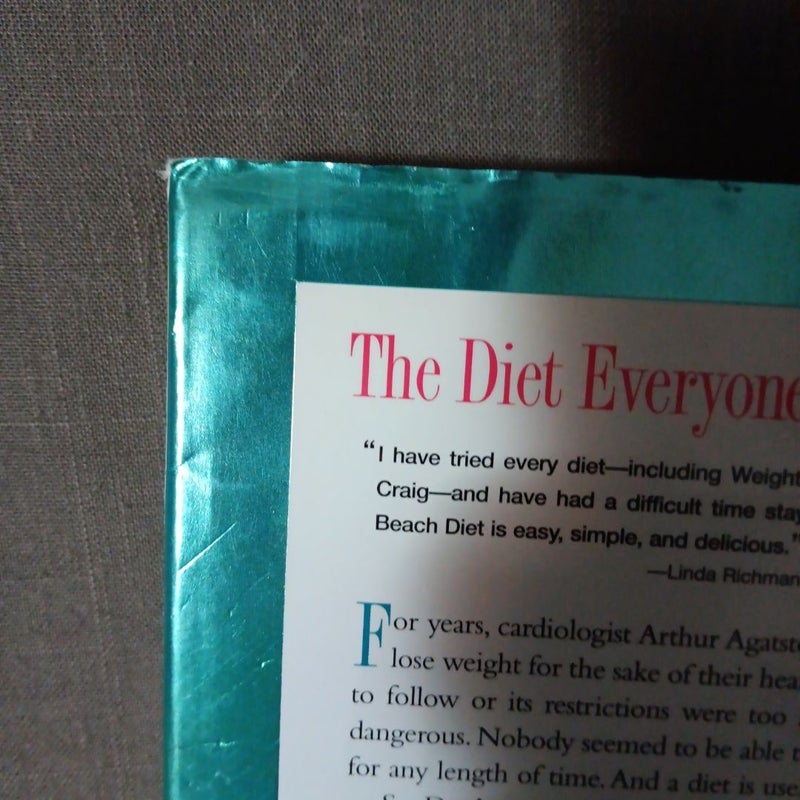 The Diet Everyone
“I have tried every diet—including Weight
Craig—and have had a difficult time stay
Beach Diet is easy, simple, and delicious.”
—Linda Richman
For years, cardiologist Arthur Agatst
lose weight for the sake of their hea
to follow or its restrictions were too
dangerous. Nobody seemed to be able t
for any length of time. And a diet is use